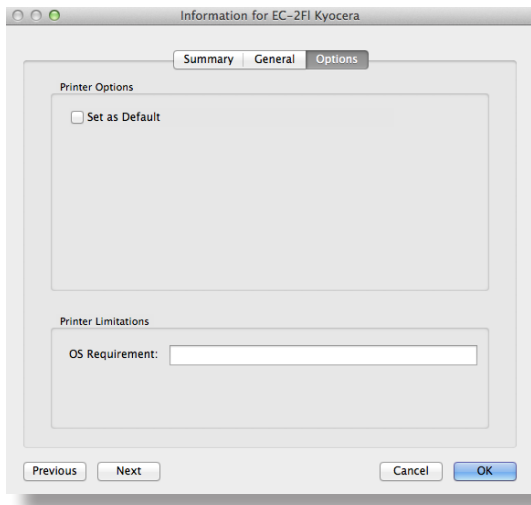 Information for EC-2Fl Kyocera
Summary General Options
Printer Options
Set as Default
Printer Limitations
OS Requirement:
Previous Next Cancel OK